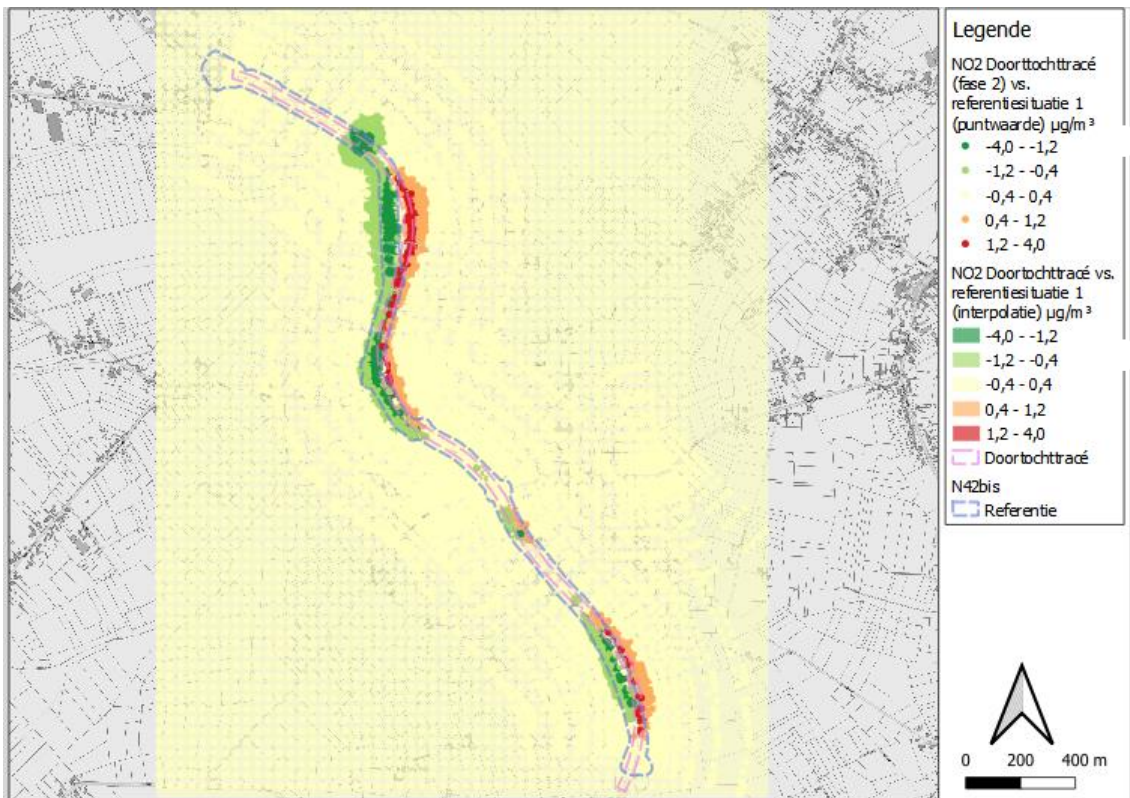 Legende
NO2 Doorttochttracé
(fase 2) vs.
referentiesituatie 1
(puntwaarde) µg/m³
-4,0 - -1,2
-1,2 - -0,4
-0,4 - 0,4
0,4 - 1,2
1,2 - 4,0
NO2 Doortochttracé vs.
referentiesituatie 1
(interpolatie) µg/m³
-4,0 - -1,2
-1,2 - -0,4
-0,4 - 0,4
0,4 - 1,2
1,2 - 4,0
Doortochttracé
N42bis
Referentie
0 200 400 m